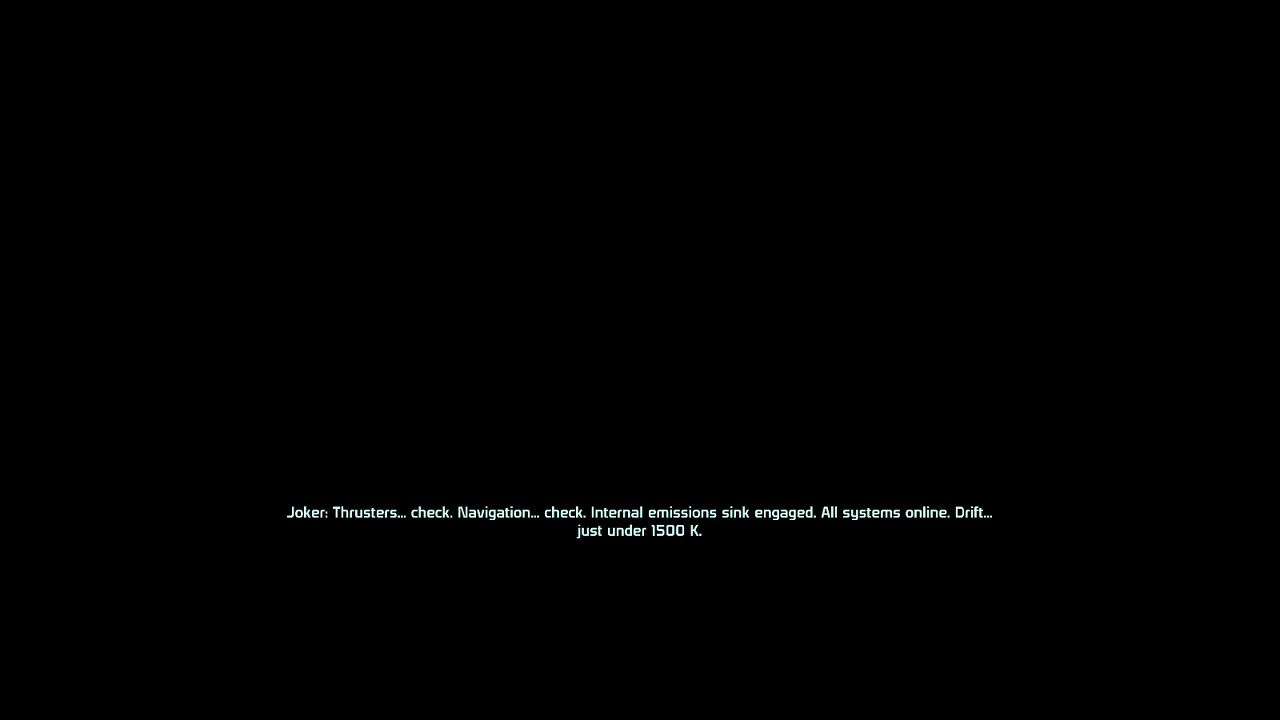 Joker: Thrusters... check. Navigation... check. Internal emissions sink engaged. All systems online. Drift...
just under 1500 K.